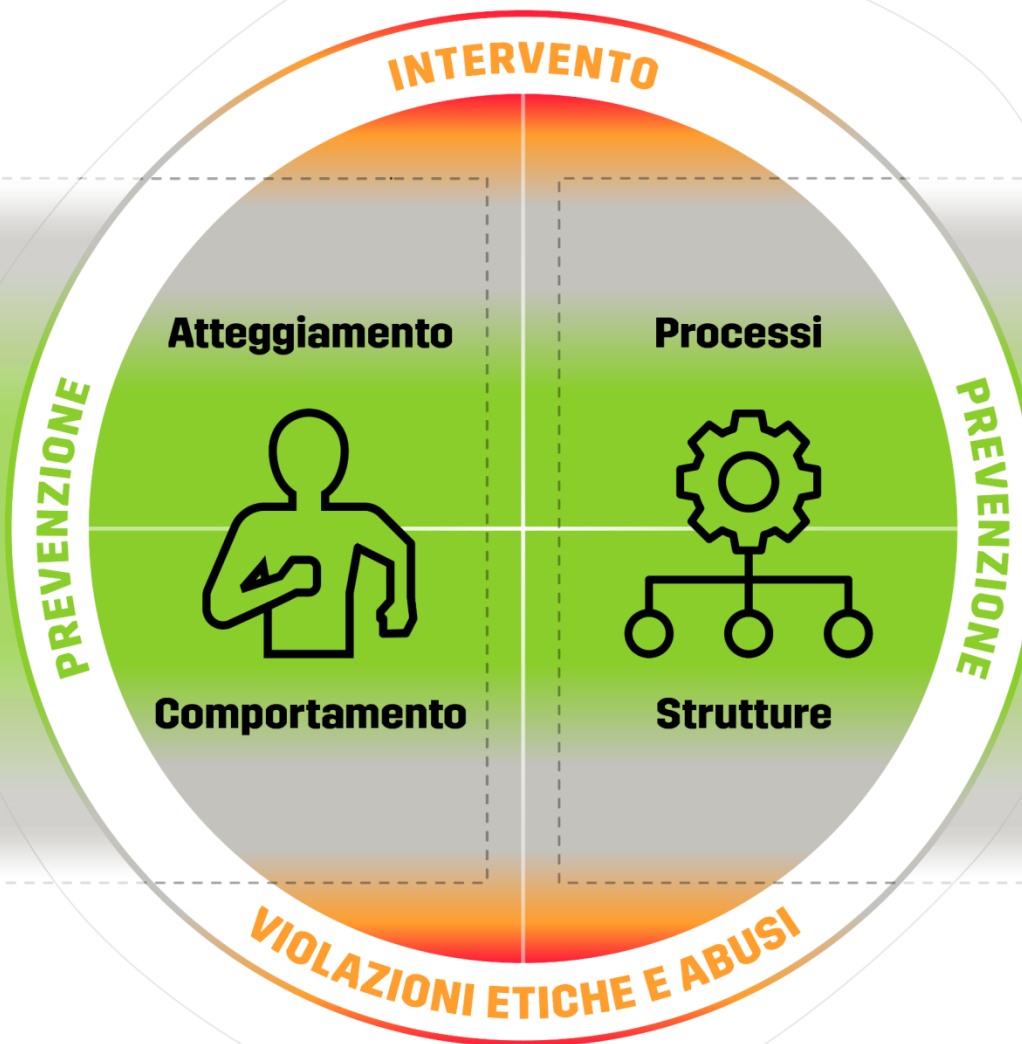 INTERVENTO
Atteggiamento
Processi
PREVENZIONE
PREVENZIONE
Comportamento
Strutture
VIOLAZIONI ETICHE E ABUSI